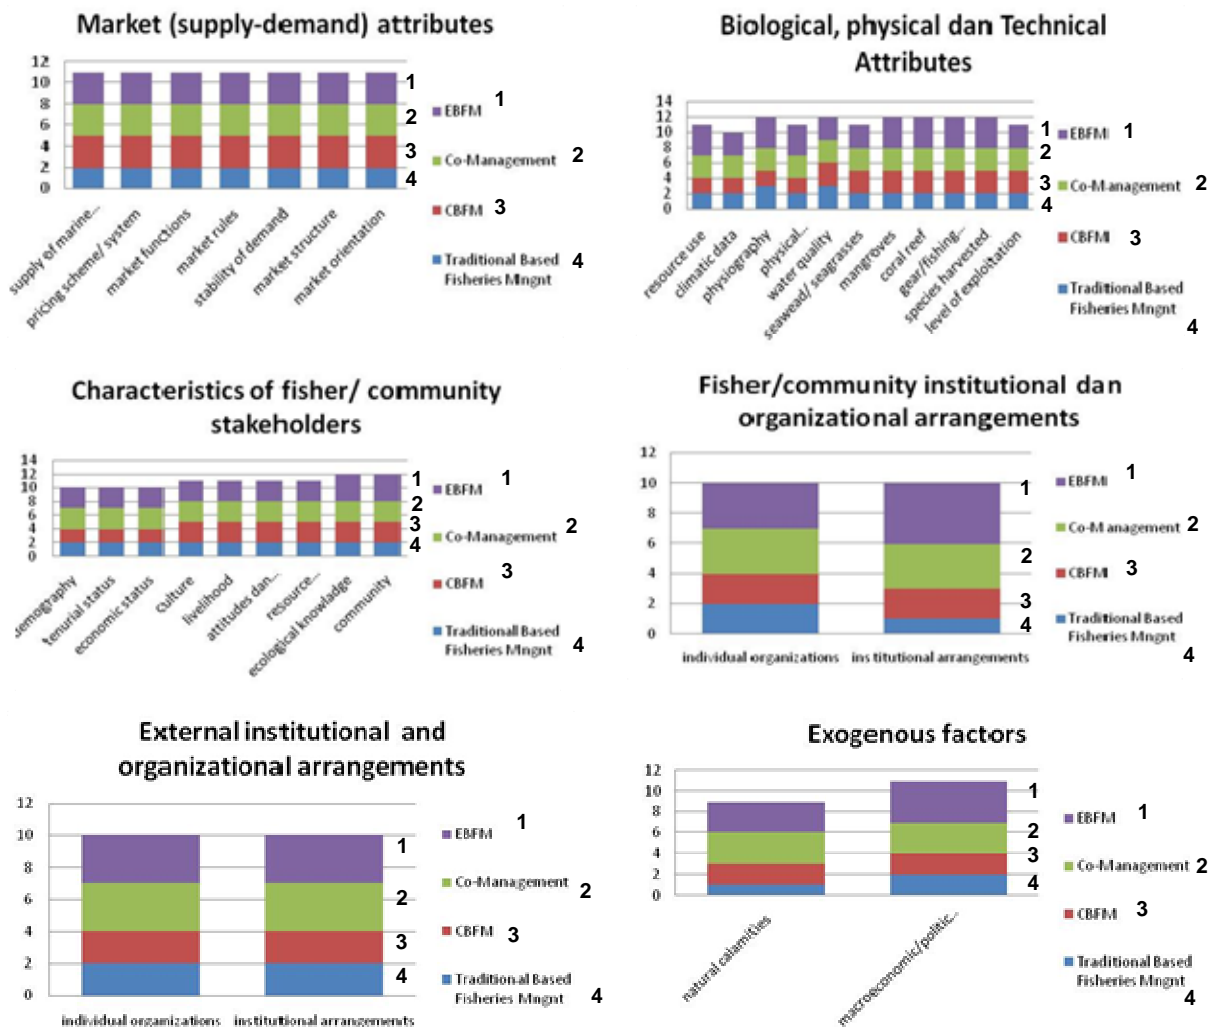 Market (supply-demand) attributes
12
10
8
6
4
2
0
1
2
3
4
supply of marine...
pricing scheme/ system
market functions
market rules
stability of demand
market structure
market orientation
EBFM 1
Co-Management 2
CBFM 3
Traditional Based 4
Fisheries Mngnt
Biological, physical dan Technical
Attributes
14
12
10
8
6
4
2
0
1
2
3
4
resource use
climatic data
physiography
physical...
water quality
seawead/ seagrasses
mangroves
coral reef
gear/fishing...
species harvested
level of exploitation
EBFMI 1
Co-Management 2
CBFMI 3
Traditional Based
Fisheries Mngnt
4
Characteristics of fisher/ community
stakeholders
14
12
10
8
6
4
2
0
1
2
3
4
demography
tenurial status
economic status
culture
livelihood
attitudes dan...
resource...
ecological knowledge
community
EBFM 1
Co-Management 2
CBFM 3
Traditional Based
Fisheries Mngnt 4
Fisher/community institutional dan
organizational arrangements
12
10
8
6
4
2
0
1
2
3
4
individual organizations
institutional arrangements
EBFMI 1
Co-Management 2
CBFMI 3
Traditional Based
Fisheries Mngnt
4
External institutional and
organizational arrangements
12
10
8
6
4
2
0
1
2
3
4
individual organizations
institutional arrangements
EBFM 1
Co-Management 2
CBFM 3
Traditional Based
Fisheries Mngnt 4
Exogenous factors
12
10
8
6
4
2
0
1
2
3
4
natural calamities
macroeconomic/politic...
EBFM 1
Co-Management 2
CBFM 3
Traditional Based
Fisheries Mngnt
4